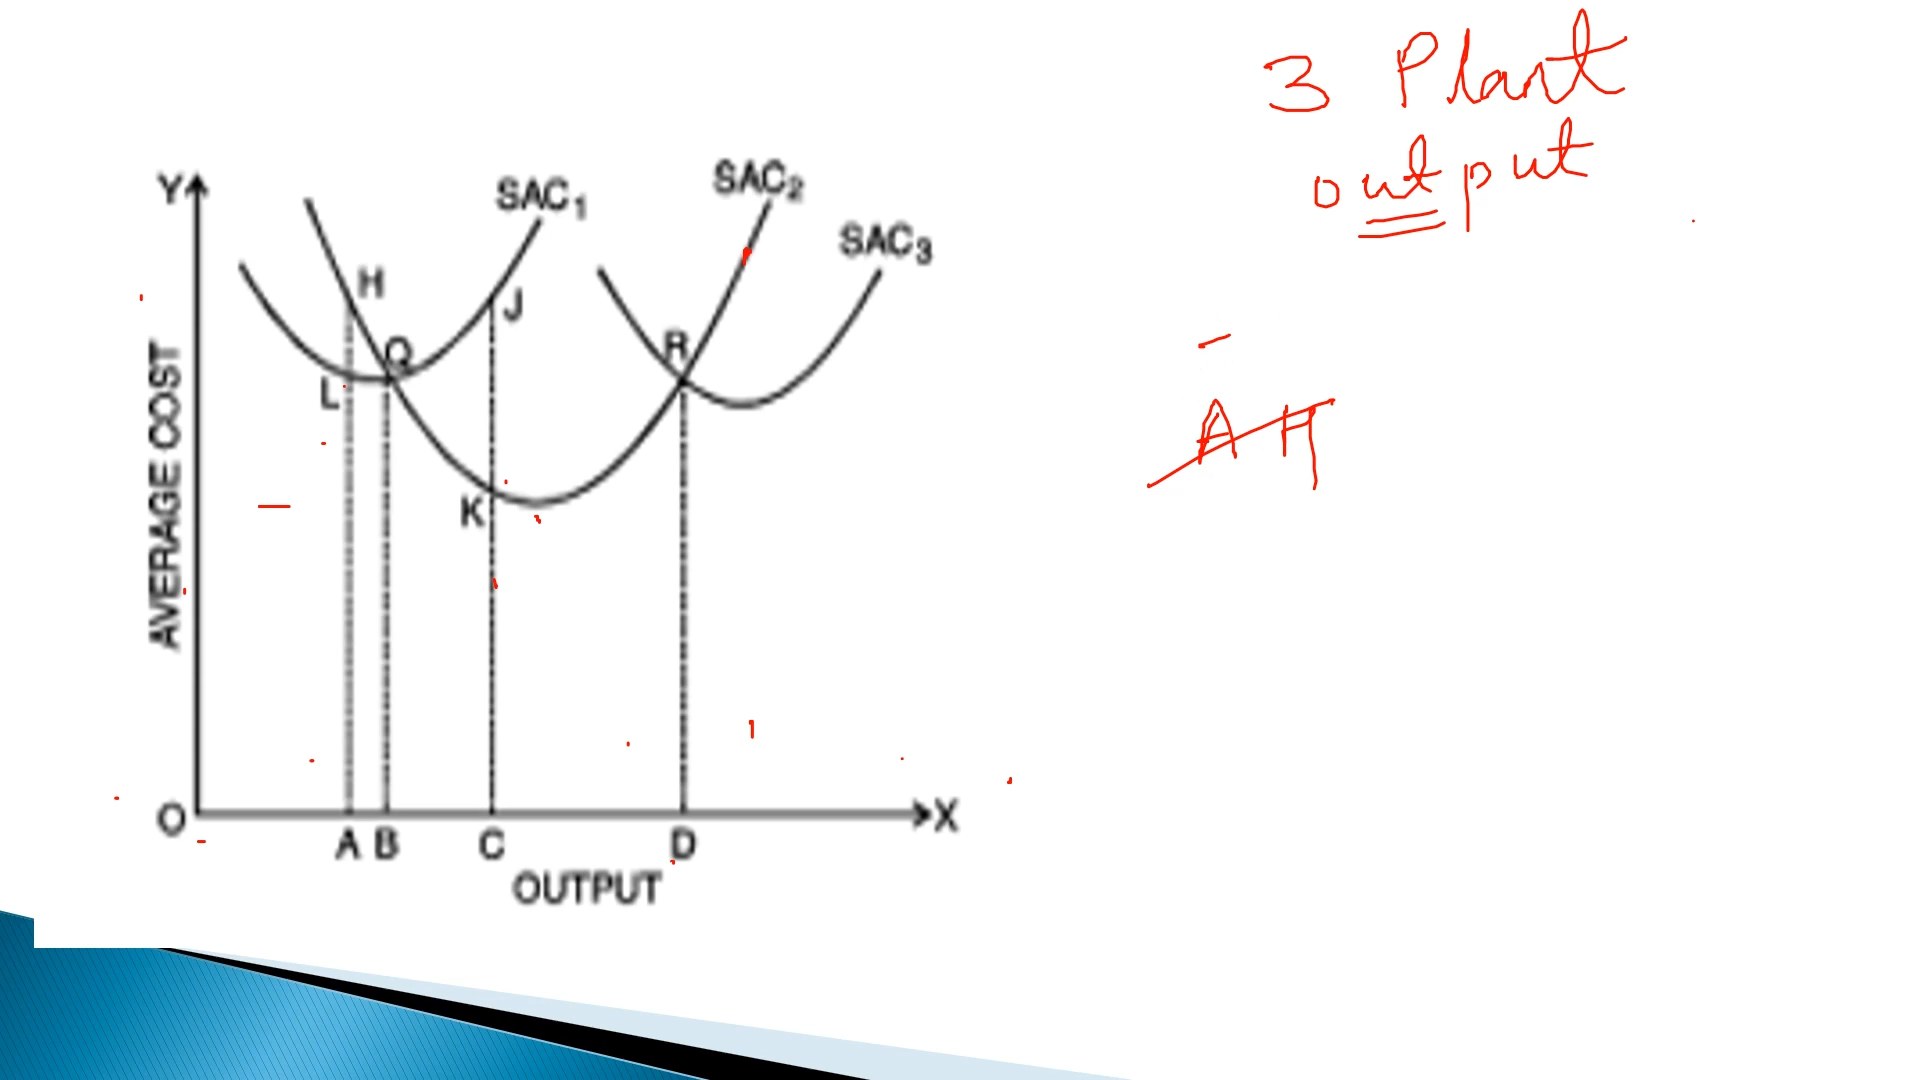 3 Plant
output
AH
Y
SAC1
SAC2
SAC3
H
J
Q
R
L
K
AVERAGE COST
O
X
A B C D
OUTPUT